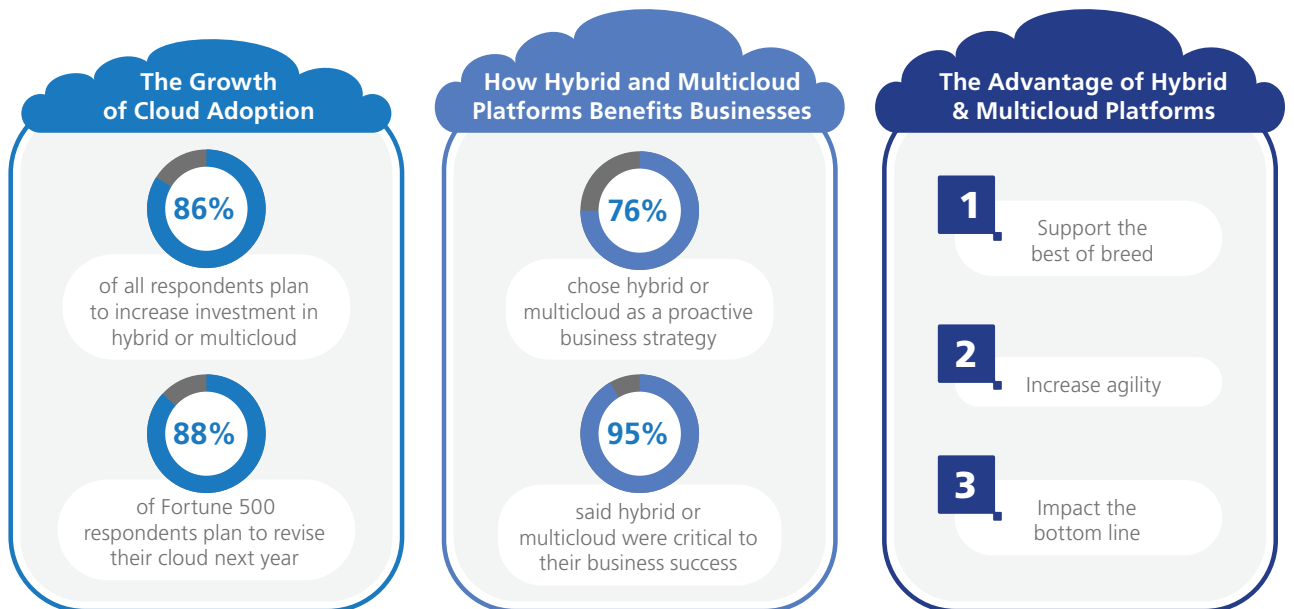 The Growth
of Cloud Adoption
86%
of all respondents plan
to increase investment in
hybrid or multicloud
88%
of Fortune 500
respondents plan to revise
their cloud next year
How Hybrid and Multicloud
Platforms Benefits Businesses
76%
chose hybrid or
multicloud as a proactive
business strategy
95%
said hybrid or
multicloud were critical to
their business success
The Advantage of Hybrid
& Multicloud Platforms
1
Support the
best of breed
2
Increase agility
3
Impact the
bottom line